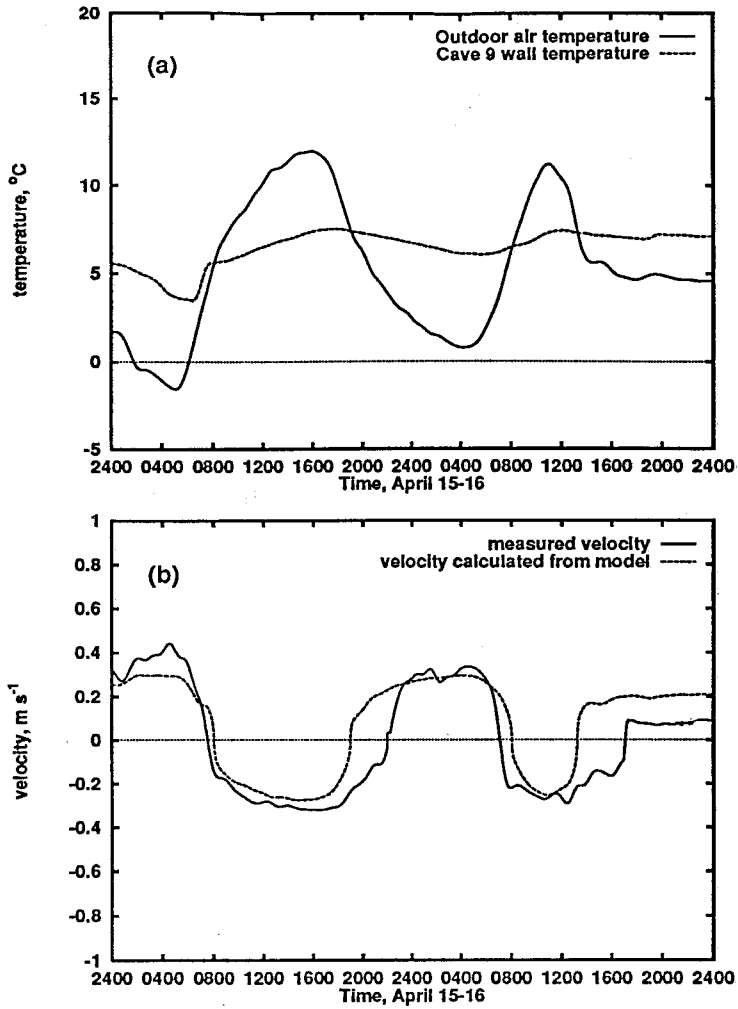 20
15
10
5
0
-5
temperature, °C
(a)
Outdoor air temperature
Cave 9 wall temperature
2400 0400 0800 1200 1600 2000 2400 0400 0800 1200 1600 2000 2400
Time, April 15-16
1
0.8
0.6
0.4
0.2
0
-0.2
-0.4
-0.6
-0.8
-1
velocity, m s⁻¹
(b)
measured velocity
velocity calculated from model
2400 0400 0800 1200 1600 2000 2400 0400 0800 1200 1600 2000 2400
Time, April 15-16